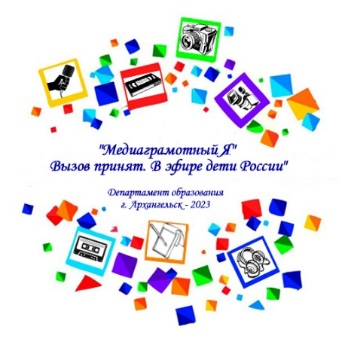 "Медиаграмотный Я"
Вызов принят. В эфире дети России"
Департамент образования
г. Архангельск - 2023